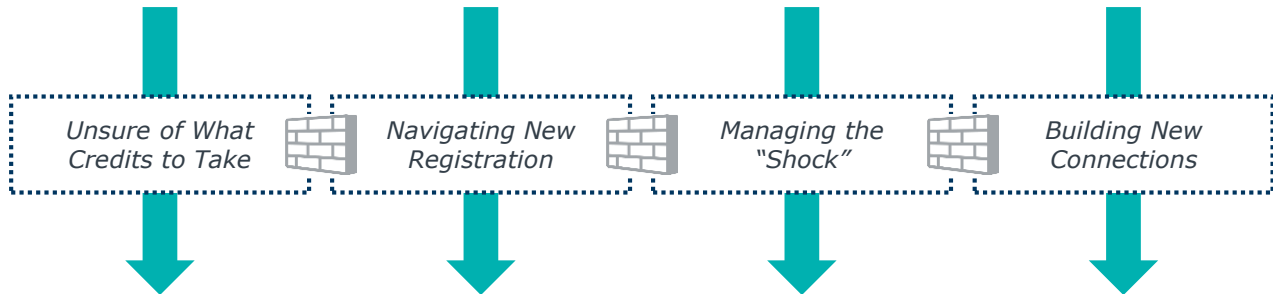 Unsure of What
Credits to Take
Navigating New
Registration
Managing the
“Shock”
Building New
Connections